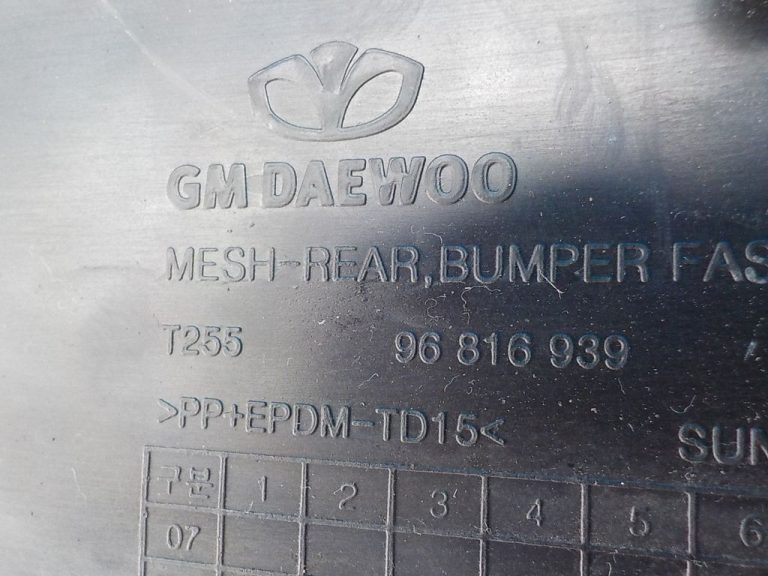 GM DAEWOO
MESH-REAR,BUMPER FAS
T255 96 816 939
>PP+EPDM-TD15<
SUN
구분 1 2 3 4 5 6
07